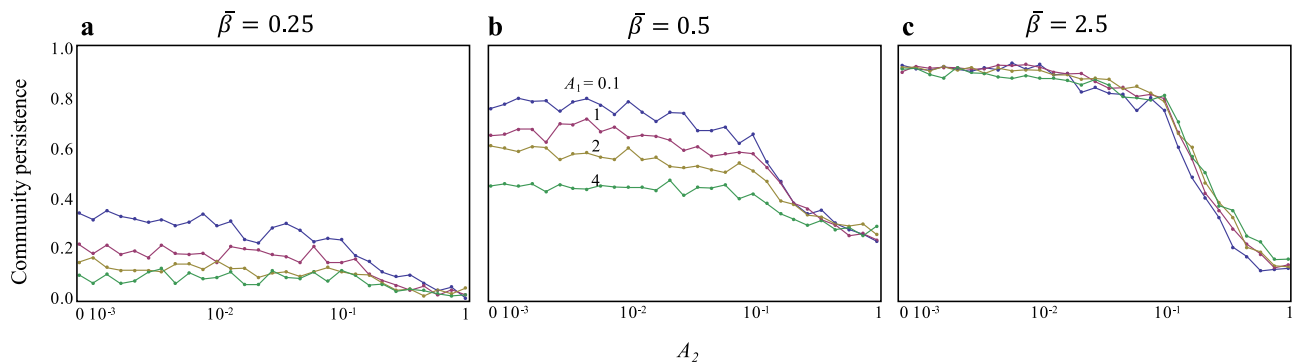 a β̄ = 0.25
b β̄ = 0.5
c β̄ = 2.5
Community persistence
1.0
0.8
0.6
0.4
0.2
0.0
A₁ = 0.1
1
2
4
0 10⁻³ 10⁻² 10⁻¹ 1
0 10⁻³ 10⁻² 10⁻¹ 1
0 10⁻³ 10⁻² 10⁻¹ 1
A₂